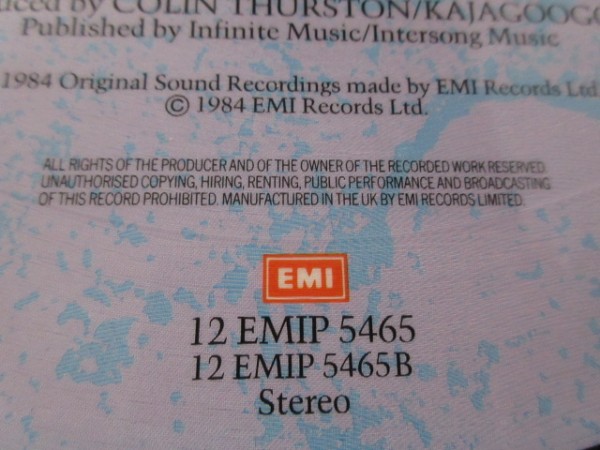 COLIN THURSTON/KAJAGOOGO
Published by Infinite Music/Intersong Music
1984 Original Sound Recordings made by EMI Records Ltd
© 1984 EMI Records Ltd.
ALL RIGHTS OF THE PRODUCER AND OF THE OWNER OF THE RECORDED WORK RESERVED.
UNAUTHORISED COPYING, HIRING, RENTING, PUBLIC PERFORMANCE AND BROADCASTING
OF THIS RECORD PROHIBITED. MANUFACTURED IN THE UK BY EMI RECORDS LIMITED.
EMI
12 EMIP 5465
12 EMIP 5465B
Stereo